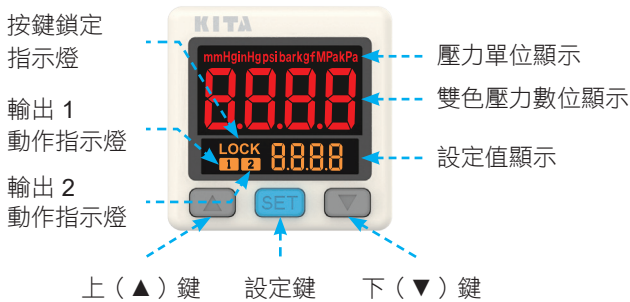 按鍵鎖定
指示燈
輸出 1
動作指示燈
輸出 2
動作指示燈
KITA
mmHginHgpsibarkgfMPakPa
8.8.8.8
LOCK
1 2
8.8.8.8
SET
壓力單位顯示
雙色壓力數位顯示
設定值顯示
上（▲）鍵
設定鍵
下（▼）鍵